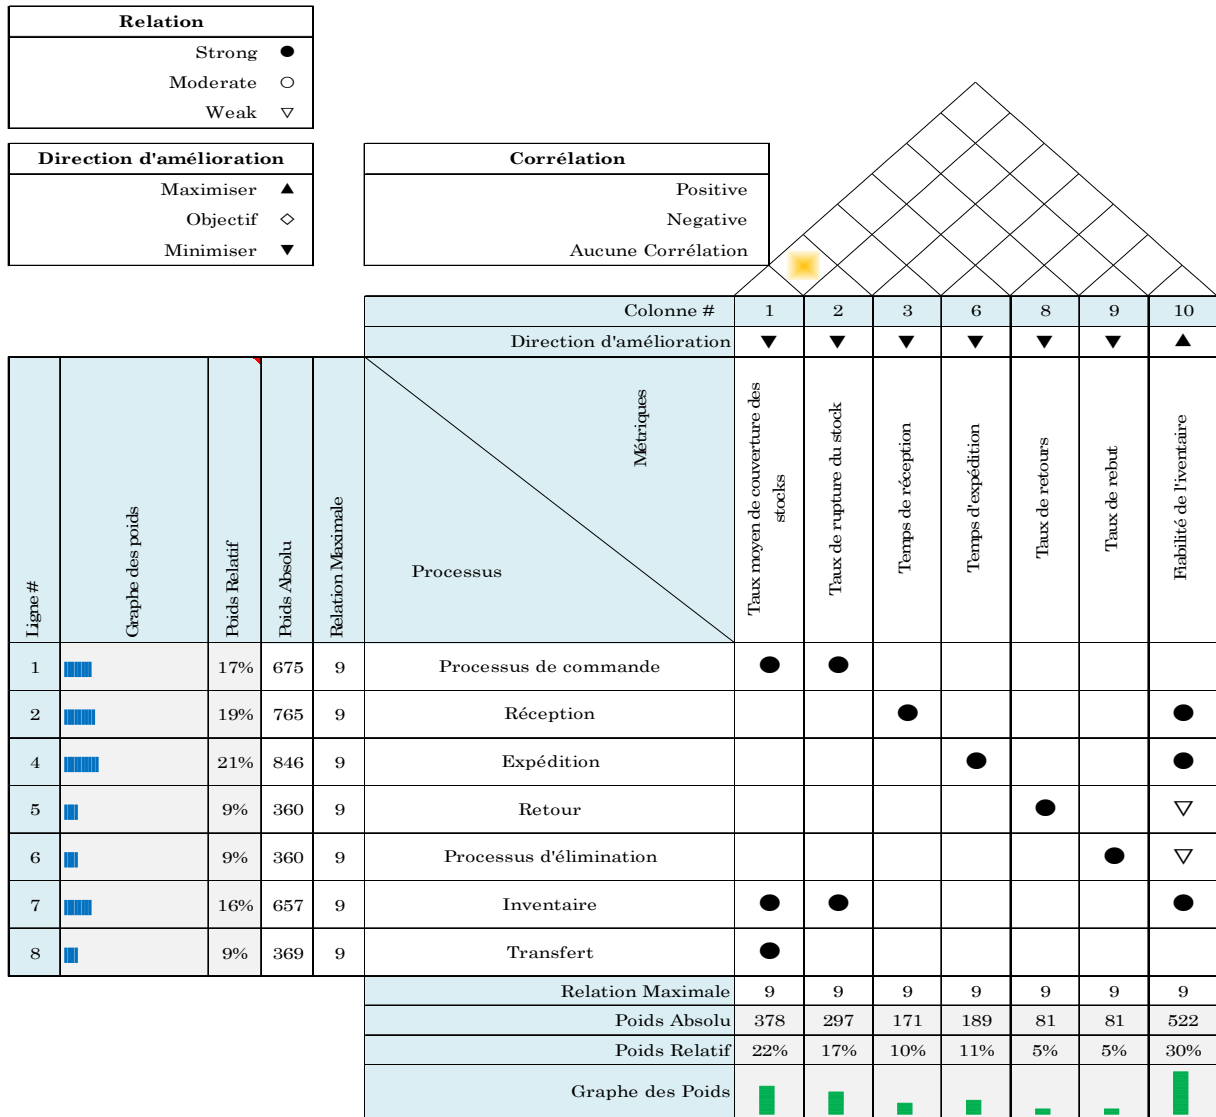 Relation
Strong ●
Moderate ○
Weak ▽
Direction d'amélioration
Maximiser ▲
Objectif ◇
Minimiser ▼
Corrélation
Positive
Negative
Aucune Corrélation
Colonne # 1 2 3 6 8 9 10
Direction d'amélioration ▼ ▼ ▼ ▼ ▼ ▼ ▲
Ligne #
Graphe des poids
Poids Relatif
Poids Absolu
Relation Maximale
Processus
Métriques
Taux moyen de couverture des
stocks
Taux de rupture du stock
Temps de réception
Temps d'expédition
Taux de retours
Taux de rebut
Fiabilité de l'iventaire
1 17% 675 9 Processus de commande ● ●
2 19% 765 9 Réception ● ●
4 21% 846 9 Expédition ● ●
5 9% 360 9 Retour ● ▽
6 9% 360 9 Processus d'élimination ● ▽
7 16% 657 9 Inventaire ● ● ●
8 9% 369 9 Transfert ●
Relation Maximale 9 9 9 9 9 9 9
Poids Absolu 378 297 171 189 81 81 522
Poids Relatif 22% 17% 10% 11% 5% 5% 30%
Graphe des Poids